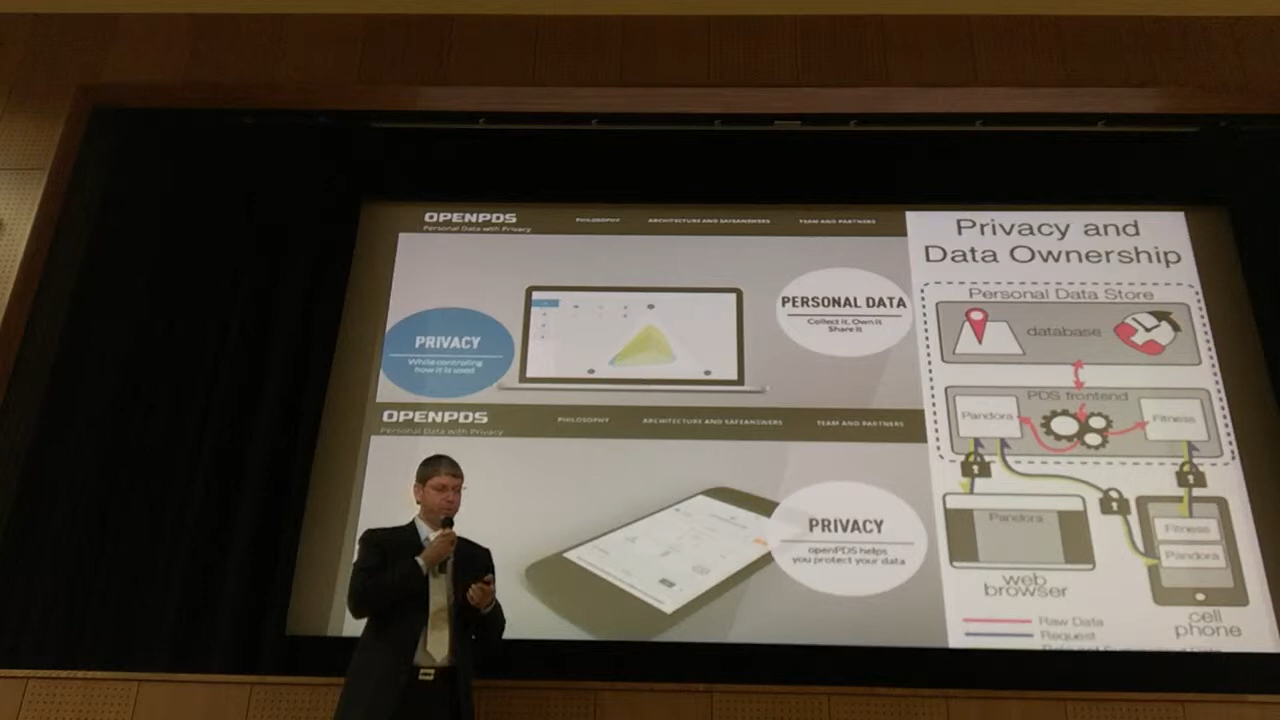 OPENPDS
Personal Data with Privacy
PHILOSOPHY
ARCHITECTURE AND SAFEANSWERS
TEAM AND PARTNERS
PRIVACY
While controlling
how it is used
PERSONAL DATA
Collect it, Own it
Share it
OPENPDS
Personal Data with Privacy
PHILOSOPHY
ARCHITECTURE AND SAFEANSWERS
TEAM AND PARTNERS
PRIVACY
openPDS helps
you protect your data
Privacy and
Data Ownership
Personal Data Store
database
PDS frontend
Pandora
Fitness
Pandora
Fitness
Pandora
web
browser
cell
phone
Raw Data
Request